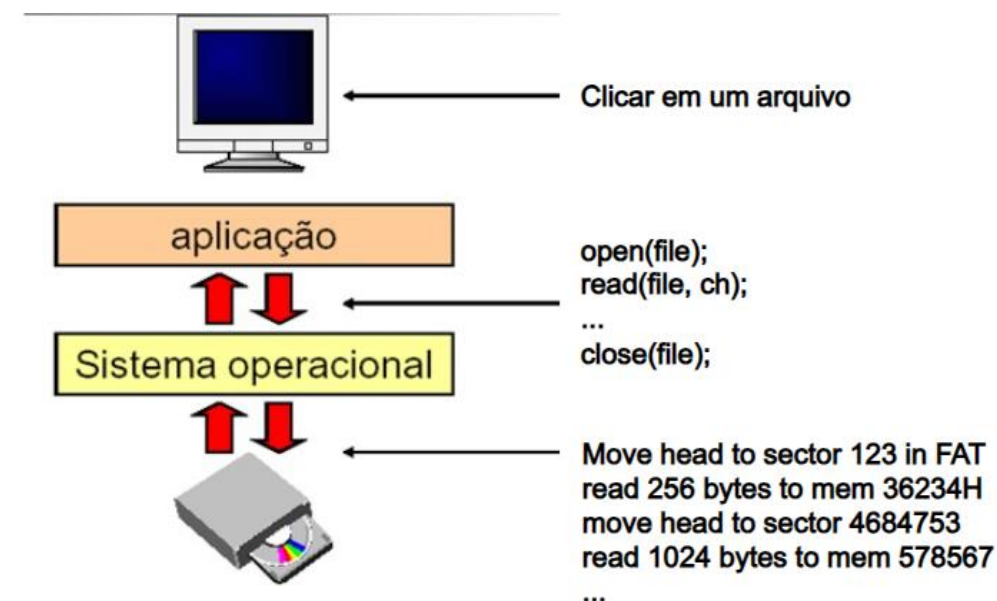 Clicar em um arquivo
aplicação
open(file);
read(file, ch);
...
close(file);
Sistema operacional
Move head to sector 123 in FAT
read 256 bytes to mem 36234H
move head to sector 4684753
read 1024 bytes to mem 578567
...